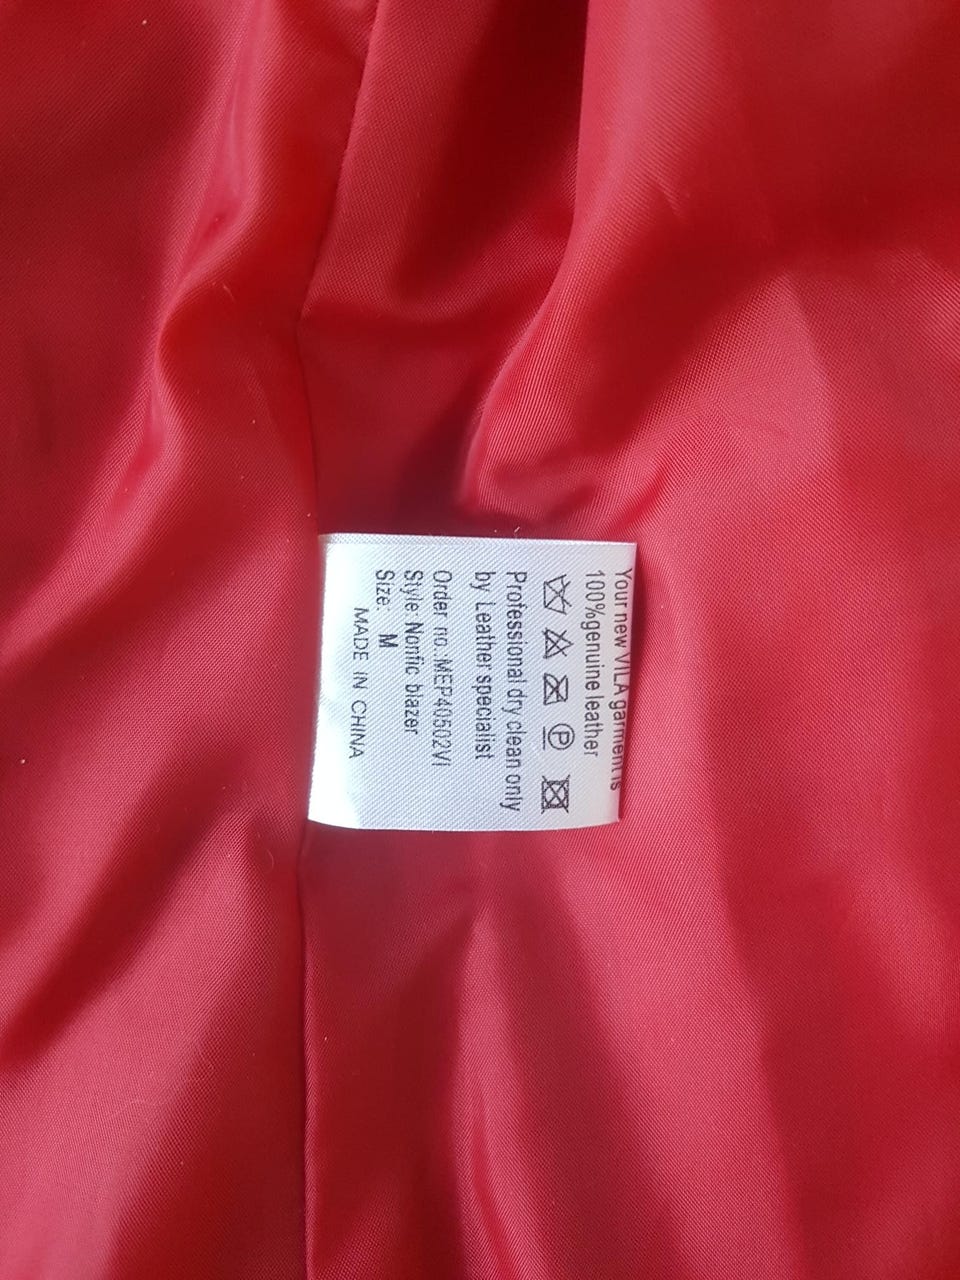 Your new VILA garment is
100%genuine leather
P
Professional dry clean only
by Leather specialist
Order no.:MEP40502VI
Style: Nonfic blazer
Size: M
MADE IN CHINA